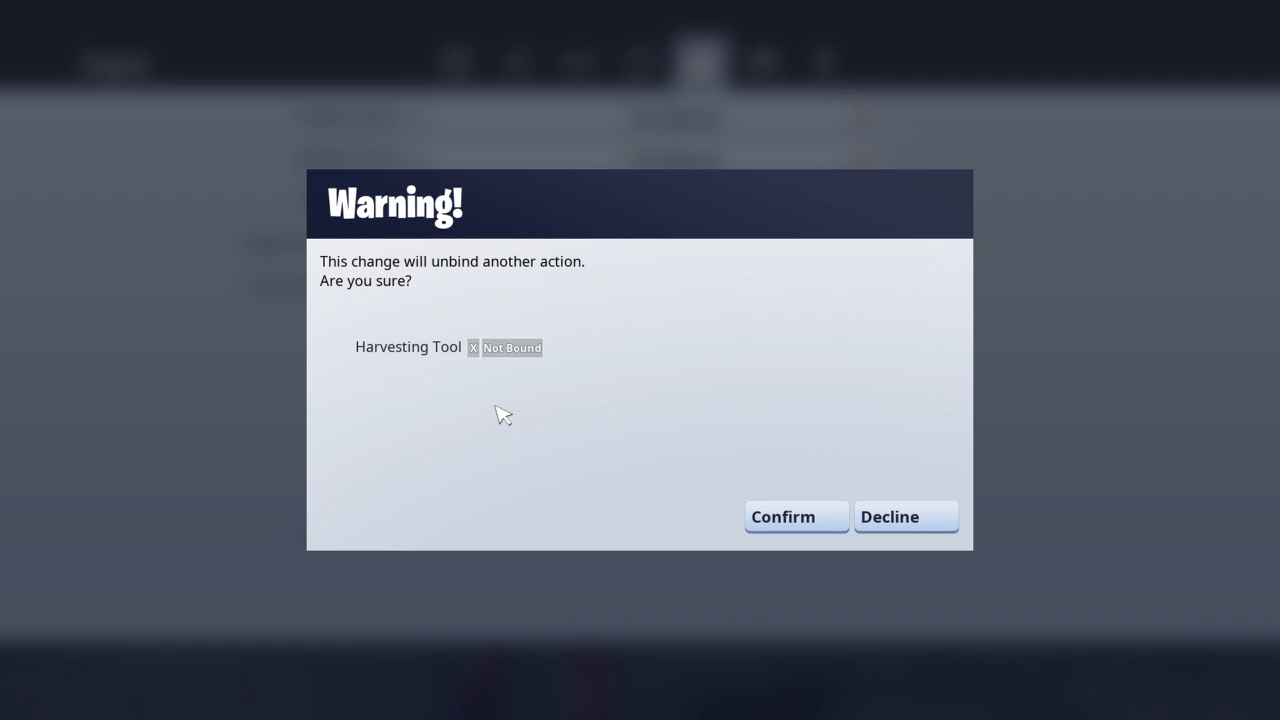 Warning!
This change will unbind another action.
Are you sure?
Harvesting Tool X Not Bound
Confirm Decline